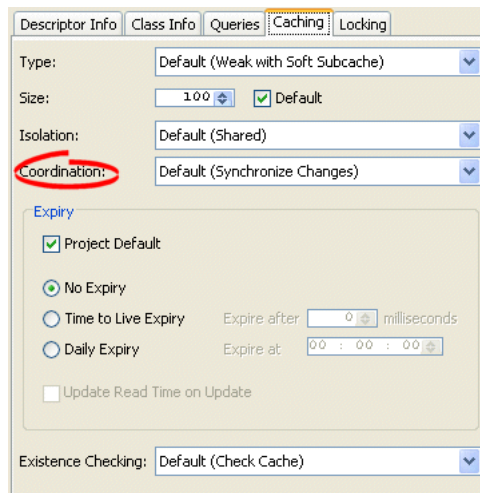 Descriptor Info Class Info Queries Caching Locking
Type: Default (Weak with Soft Subcache)
Size: 100 Default
Isolation: Default (Shared)
Coordination: Default (Synchronize Changes)
Expiry
Project Default
No Expiry
Time to Live Expiry Expire after 0 milliseconds
Daily Expiry Expire at 00 : 00 : 00
Update Read Time on Update
Existence Checking: Default (Check Cache)